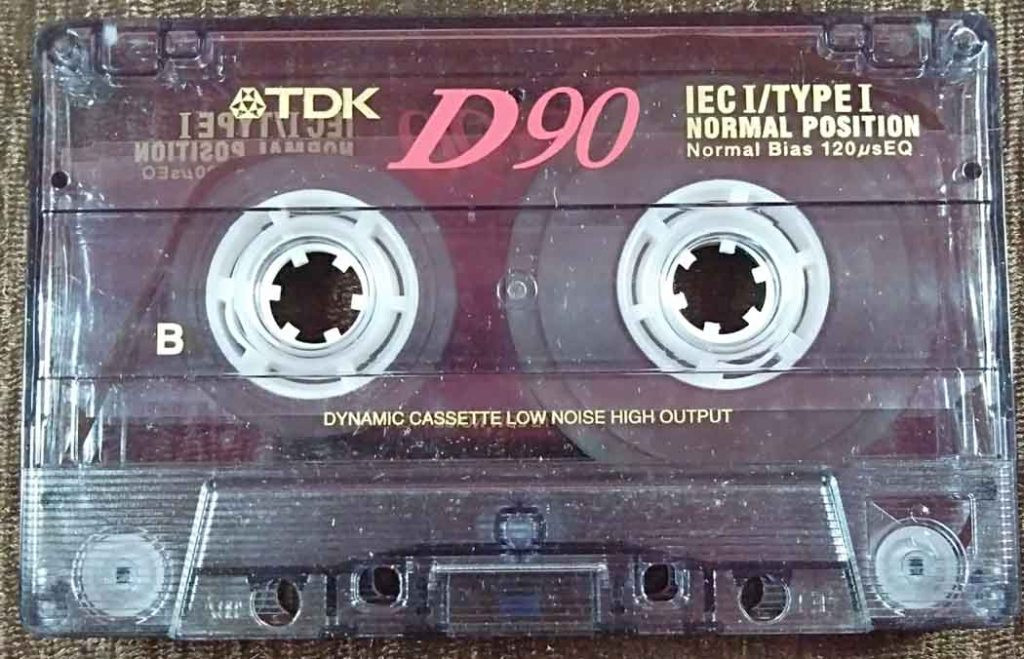 TDK
D90
IEC I/TYPE I
NORMAL POSITION
Normal Bias 120µsEQ
B
DYNAMIC CASSETTE LOW NOISE HIGH OUTPUT